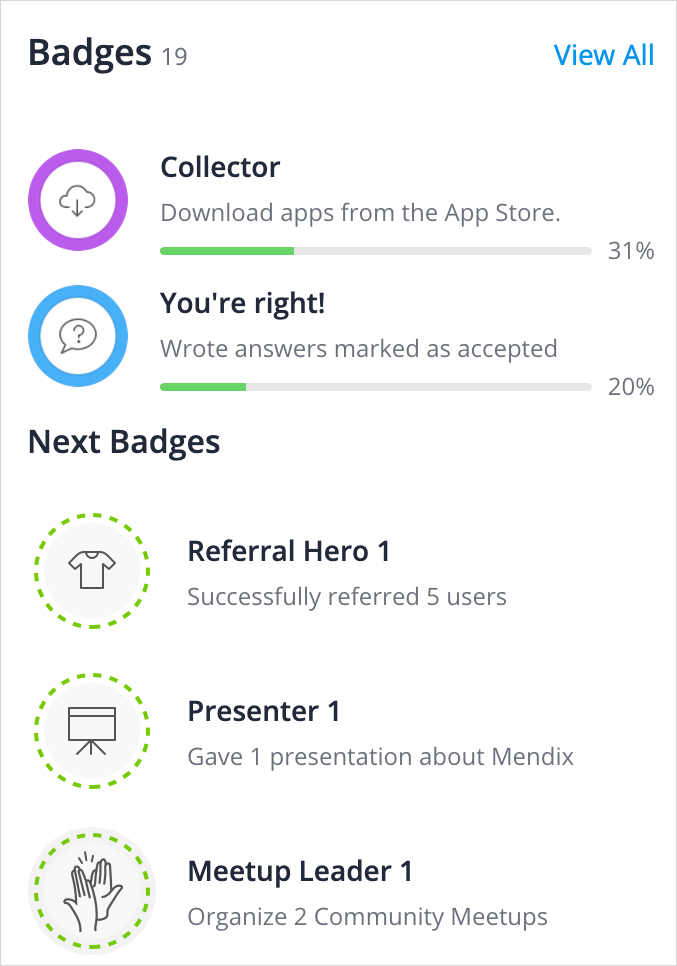 Badges 19 View All
Collector
Download apps from the App Store.
31%
You're right!
Wrote answers marked as accepted
20%
Next Badges
Referral Hero 1
Successfully referred 5 users
Presenter 1
Gave 1 presentation about Mendix
Meetup Leader 1
Organize 2 Community Meetups